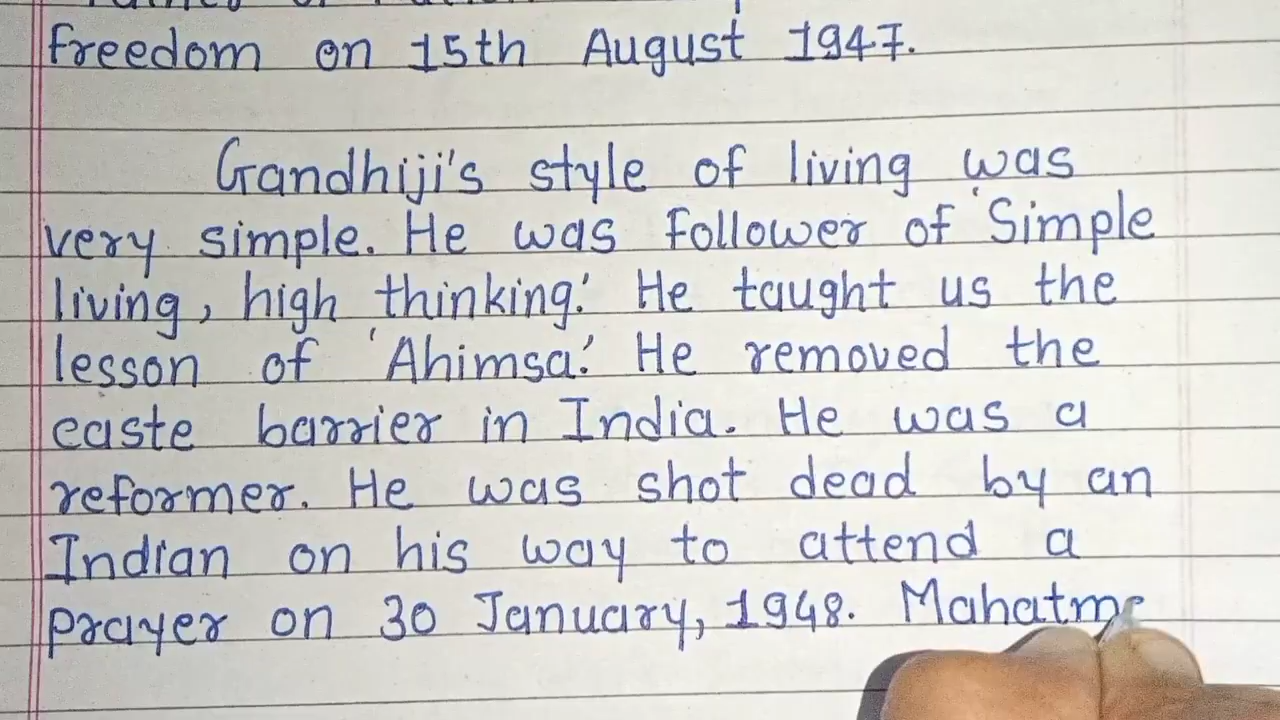 freedom on 15th August 1947.
Gandhiji's style of living was
very simple. He was follower of 'Simple
living, high thinking.' He taught us the
lesson of 'Ahimsa.' He removed the
caste barrier in India. He was a
reformer. He was shot dead by an
Indian on his way to attend a
prayer on 30 January, 1948. Mahatma